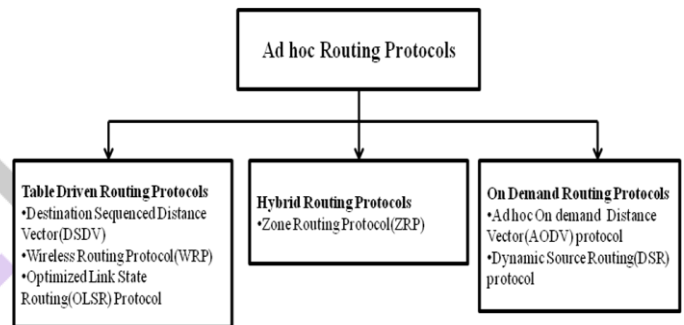 Ad hoc Routing Protocols
Table Driven Routing Protocols
•Destination Sequenced Distance
Vector(DSDV)
•Wireless Routing Protocol(WRP)
•Optimized Link State
Routing(OLSR) Protocol
Hybrid Routing Protocols
•Zone Routing Protocol(ZRP)
On Demand Routing Protocols
•Ad hoc On demand Distance
Vector(AODV) protocol
•Dynamic Source Routing(DSR)
protocol